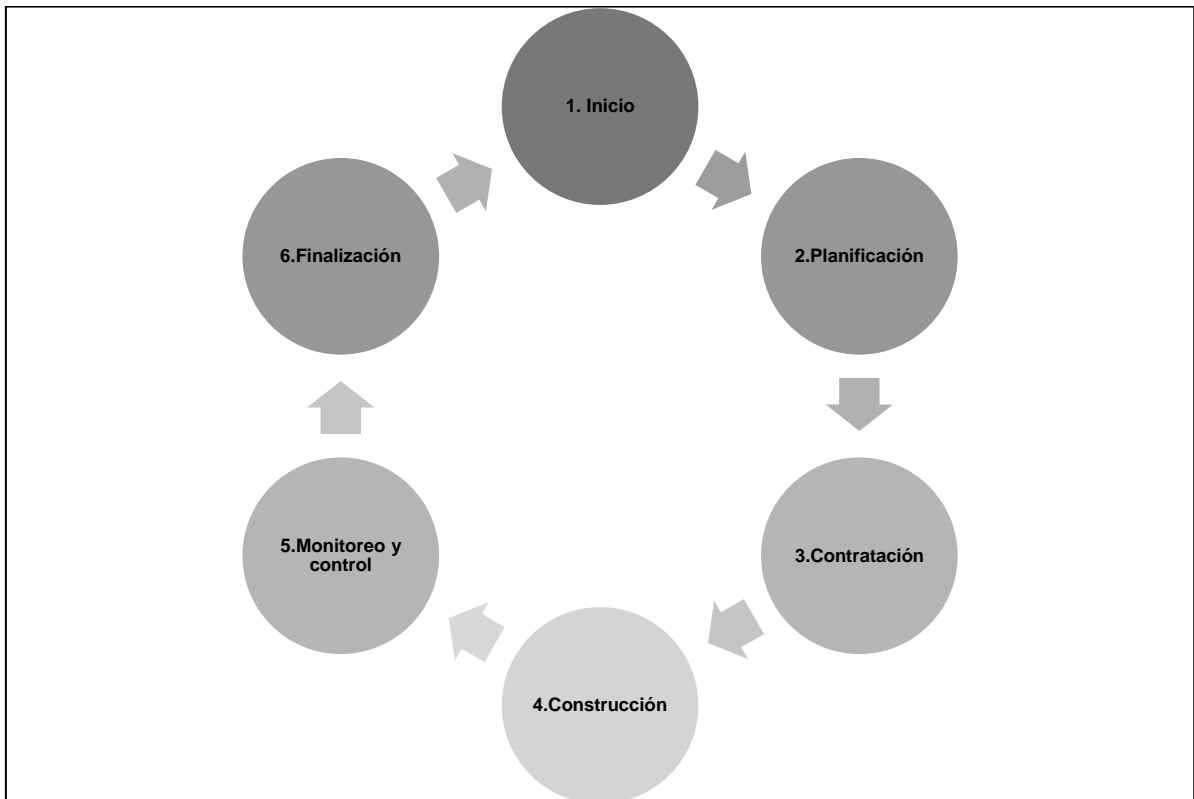 1. Inicio
2.Planificación
3.Contratación
4.Construcción
5.Monitoreo y
control
6.Finalización